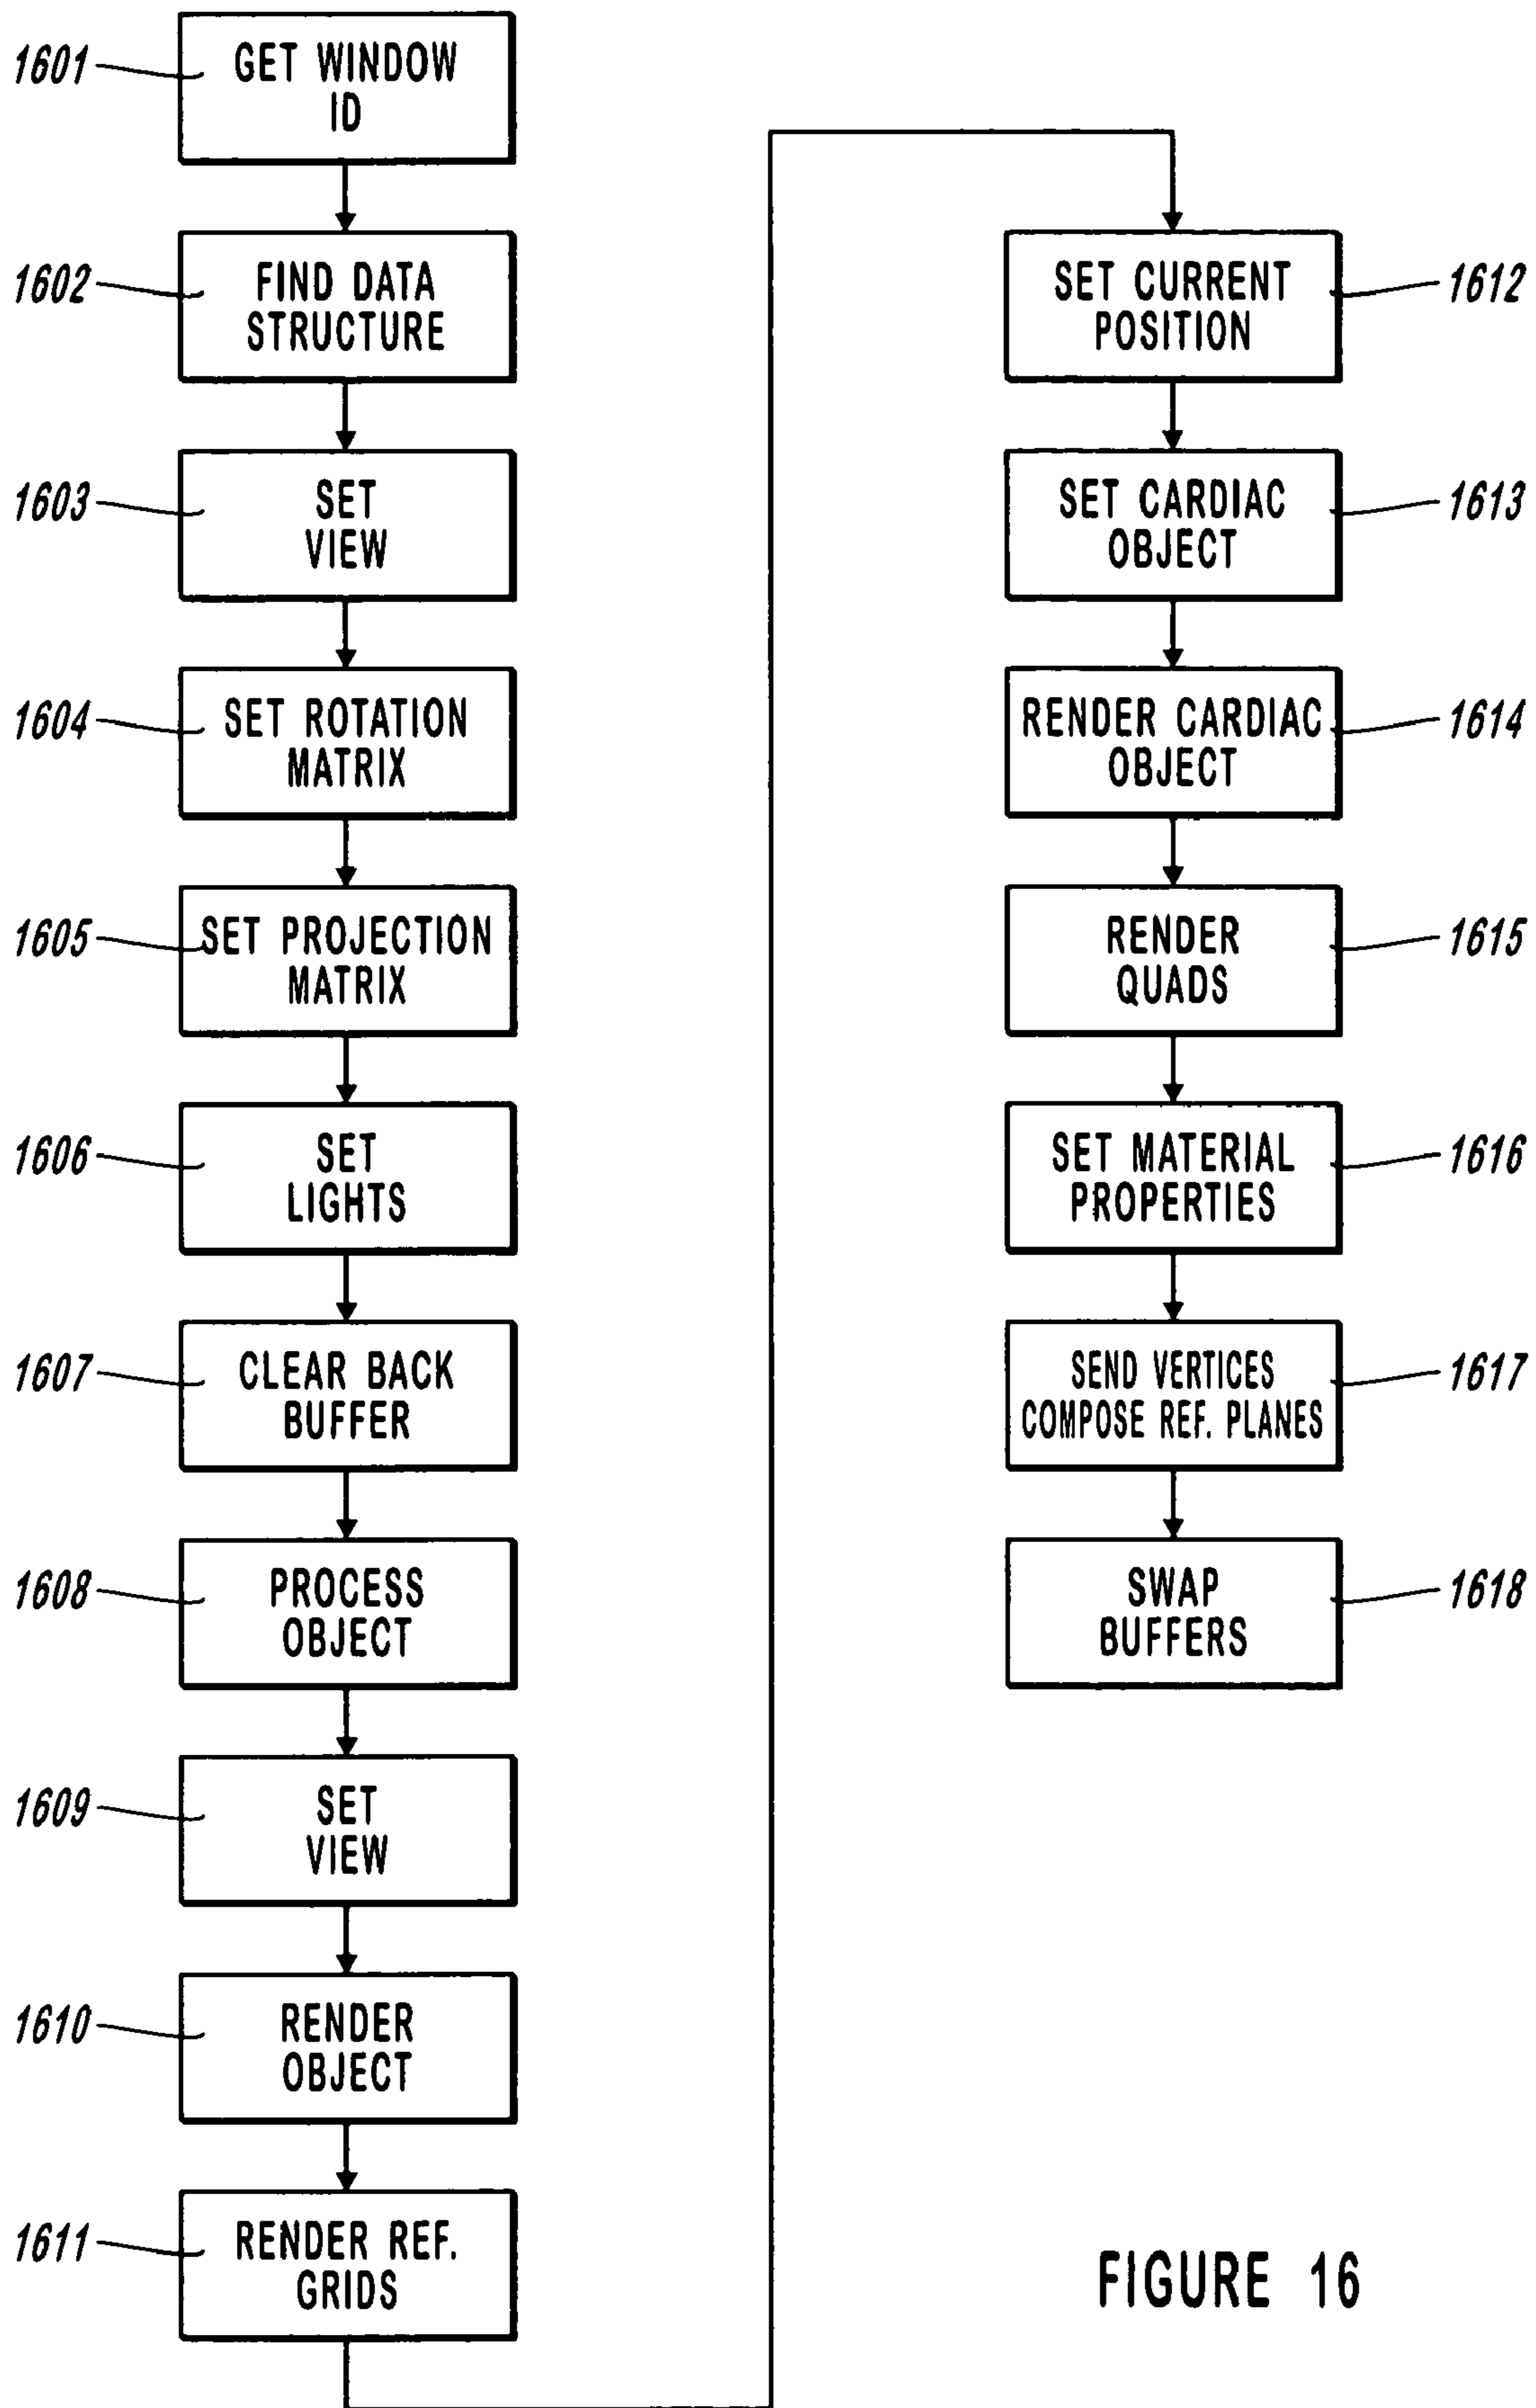 1601
GET WINDOW
ID
1602
FIND DATA
STRUCTURE
1603
SET
VIEW
1604
SET ROTATION
MATRIX
1605
SET PROJECTION
MATRIX
1606
SET
LIGHTS
1607
CLEAR BACK
BUFFER
1608
PROCESS
OBJECT
1609
SET
VIEW
1610
RENDER
OBJECT
1611
RENDER REF.
GRIDS
SET CURRENT
POSITION
1612
SET CARDIAC
OBJECT
1613
RENDER CARDIAC
OBJECT
1614
RENDER
QUADS
1615
SET MATERIAL
PROPERTIES
1616
SEND VERTICES
COMPOSE REF. PLANES
1617
SWAP
BUFFERS
1618
FIGURE 16